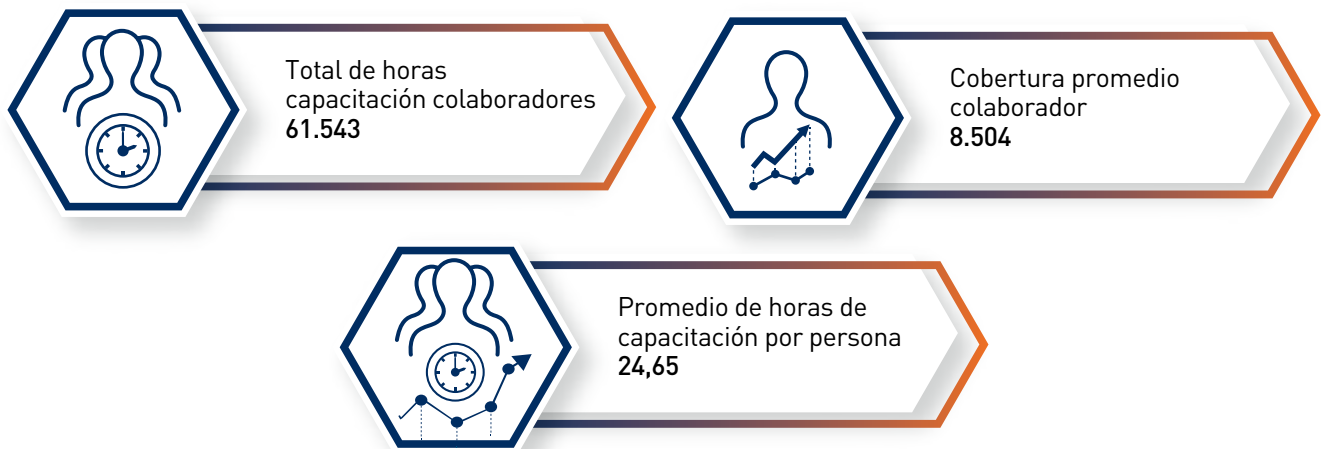 Total de horas
capacitación colaboradores
61.543
Cobertura promedio
colaborador
8.504
Promedio de horas de
capacitación por persona
24,65